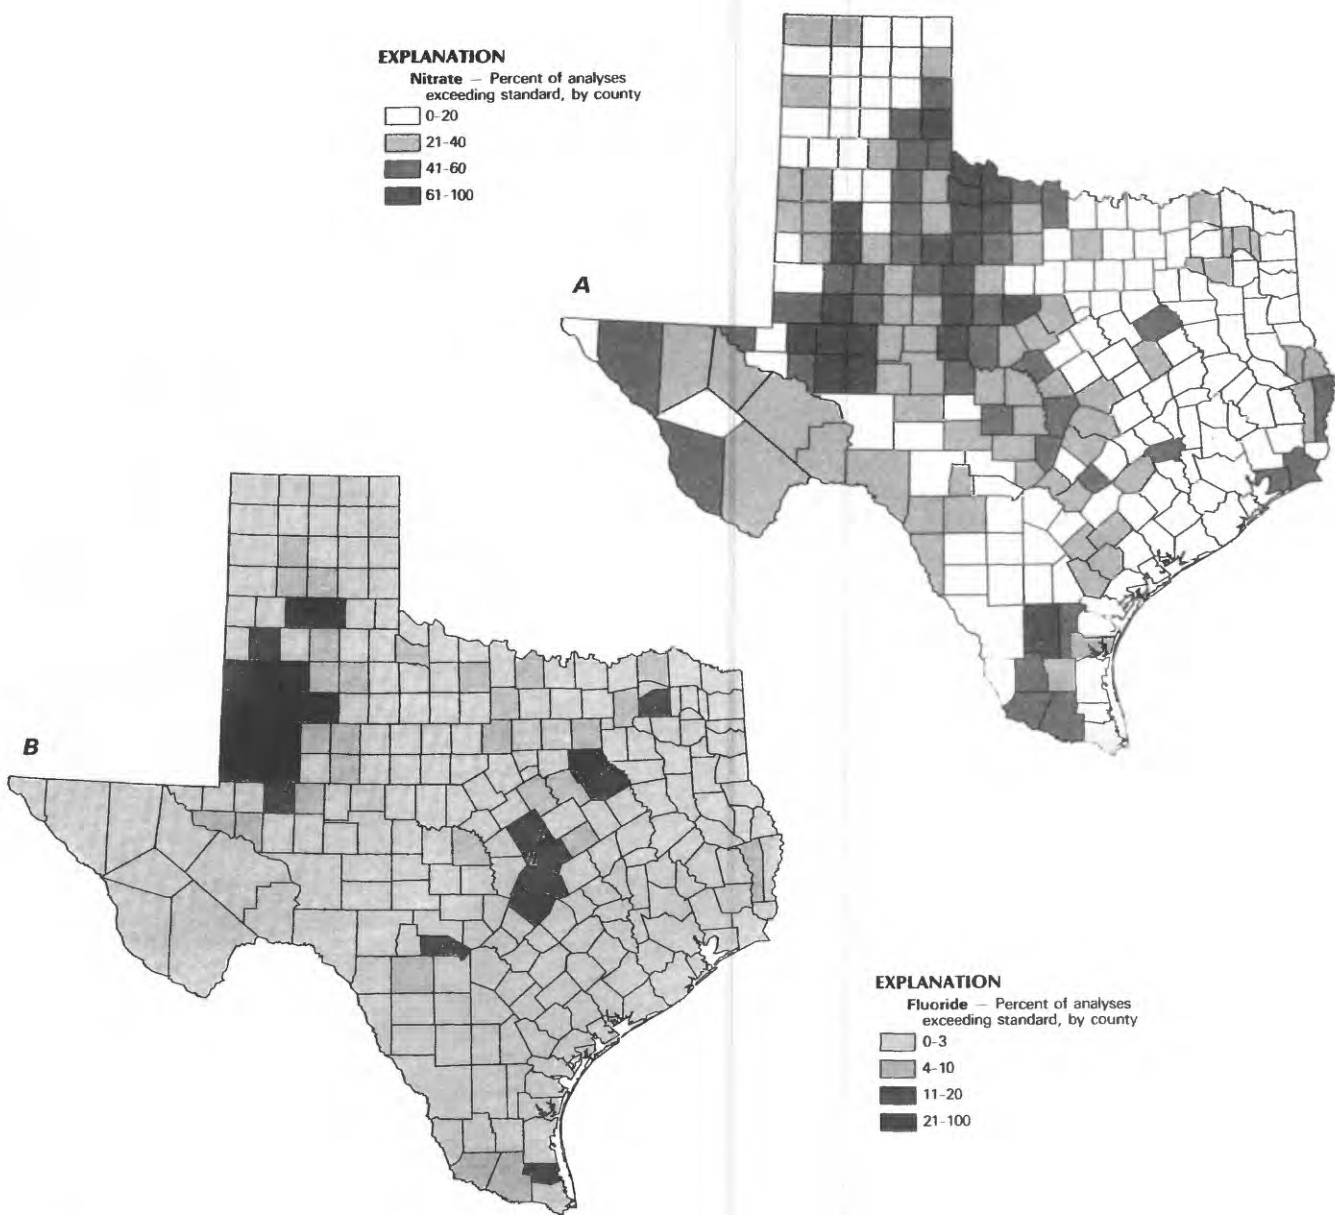 EXPLANATION
Nitrate — Percent of analyses
exceeding standard, by county
0-20
21-40
41-60
61-100
A
B
EXPLANATION
Fluoride — Percent of analyses
exceeding standard, by county
0-3
4-10
11-20
21-100